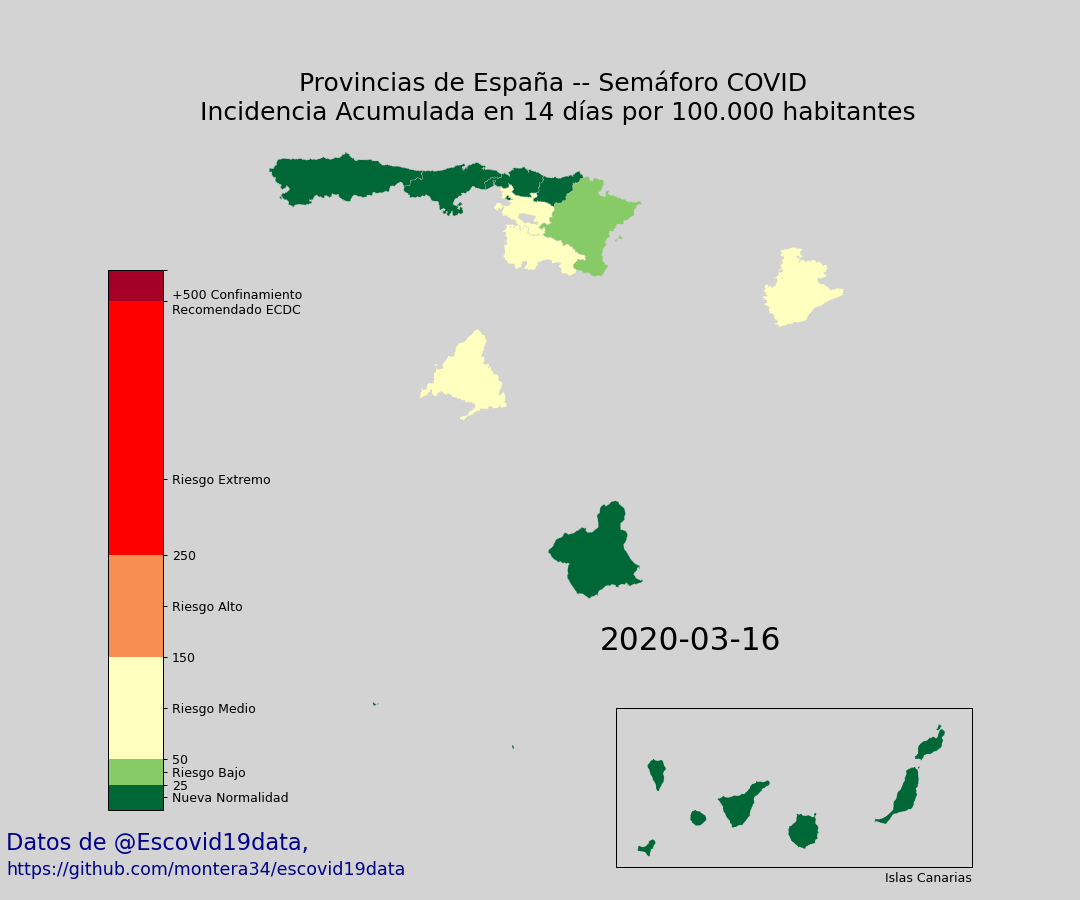 Provincias de España -- Semáforo COVID
Incidencia Acumulada en 14 días por 100.000 habitantes
+500 Confinamiento
Recomendado ECDC
Riesgo Extremo
250
Riesgo Alto
150
Riesgo Medio
50
Riesgo Bajo
25
Nueva Normalidad
2020-03-16
Islas Canarias
Datos de @Escovid19data,
https://github.com/montera34/escovid19data